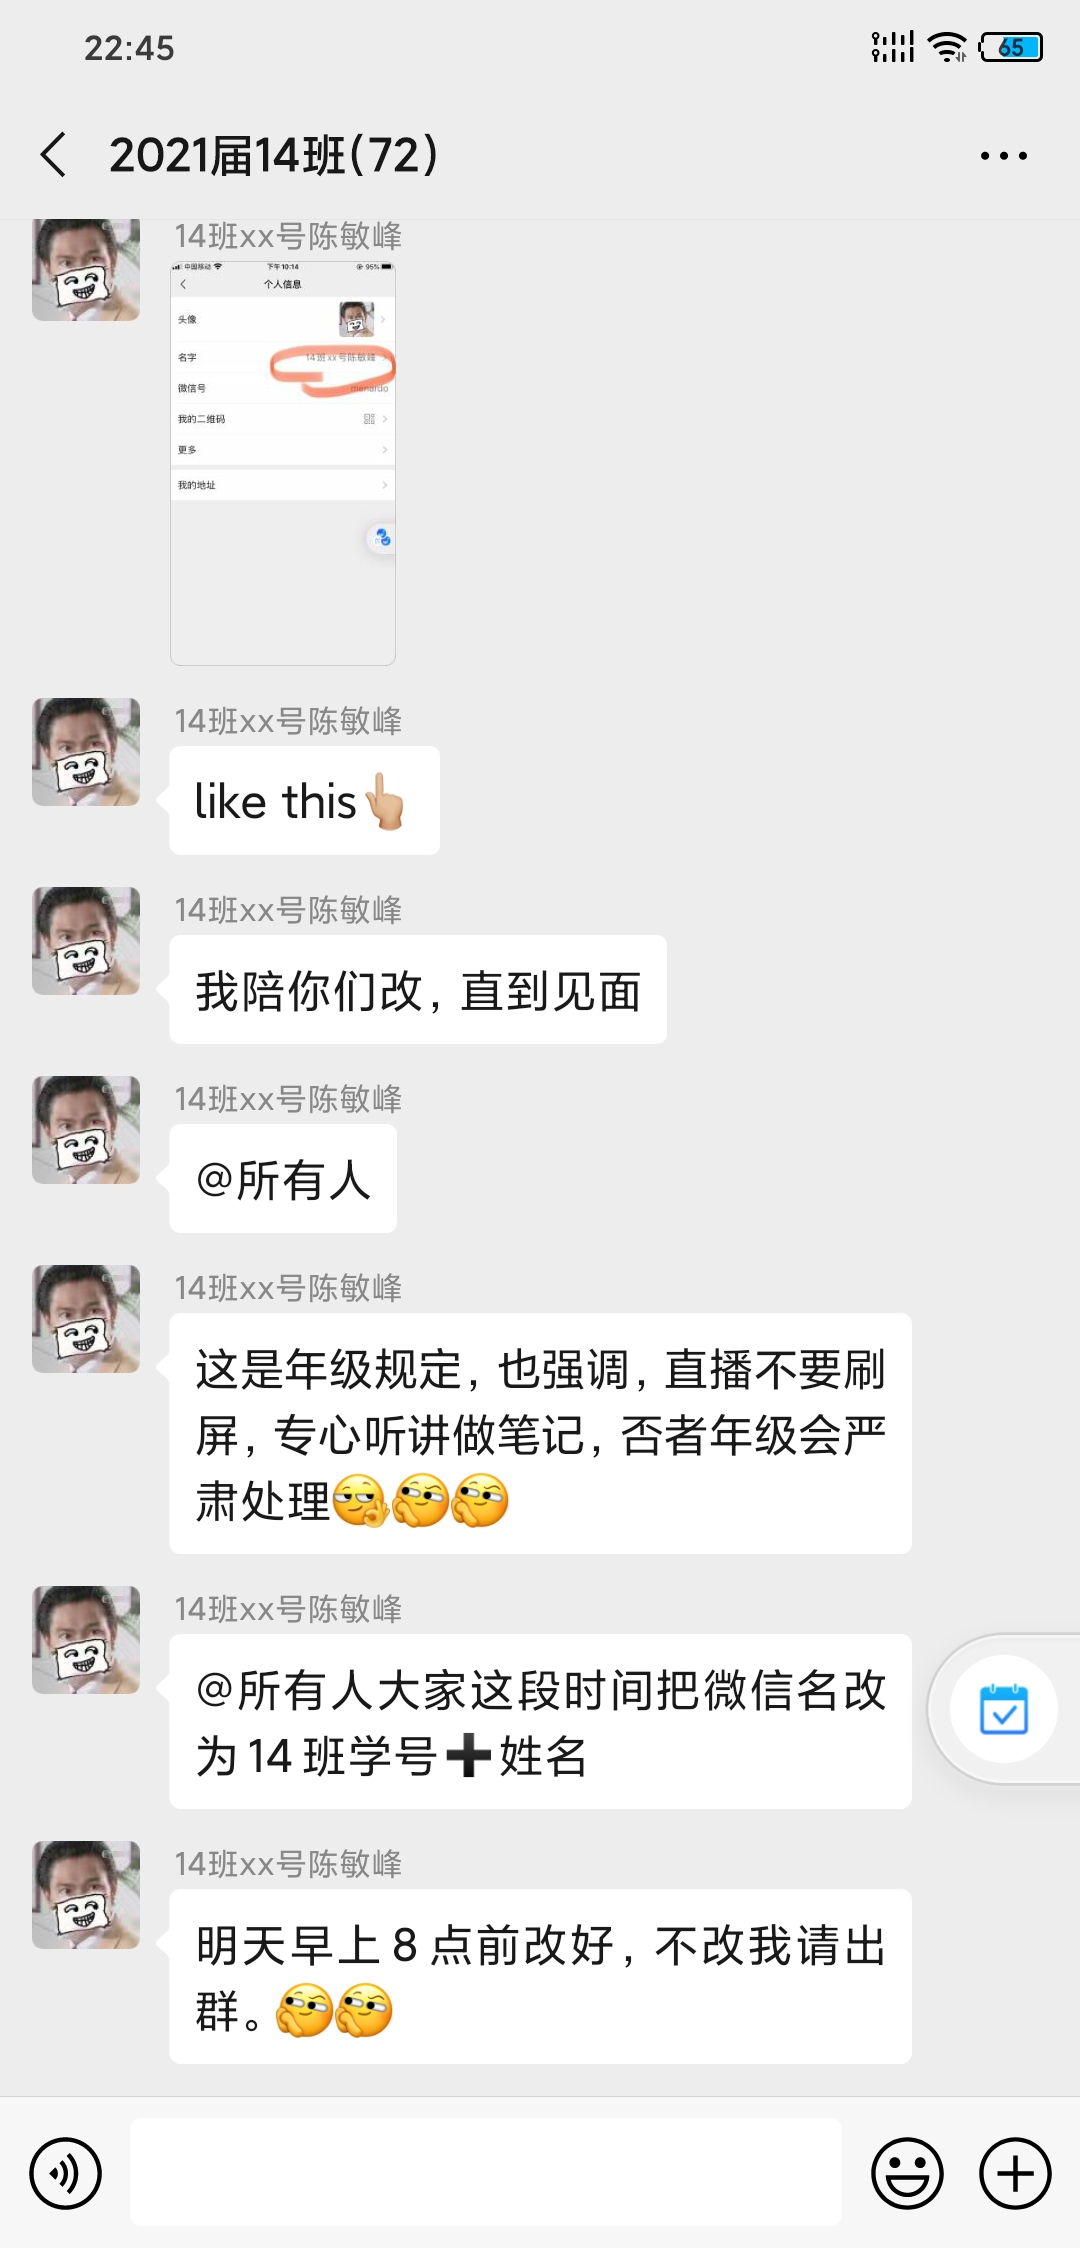 22:45
65
2021届14班(72)
14班xx号陈敏峰
中国移动 下午10:14 95%
个人信息
头像
名字 14班xx号陈敏峰
微信号 menardo
我的二维码
更多
我的地址
14班xx号陈敏峰
like this👆🏼
14班xx号陈敏峰
我陪你们改，直到见面
14班xx号陈敏峰
@所有人
14班xx号陈敏峰
这是年级规定，也强调，直播不要刷
屏，专心听讲做笔记，否者年级会严
肃处理
14班xx号陈敏峰
@所有人大家这段时间把微信名改
为14班学号➕姓名
14班xx号陈敏峰
明天早上8点前改好，不改我请出
群。